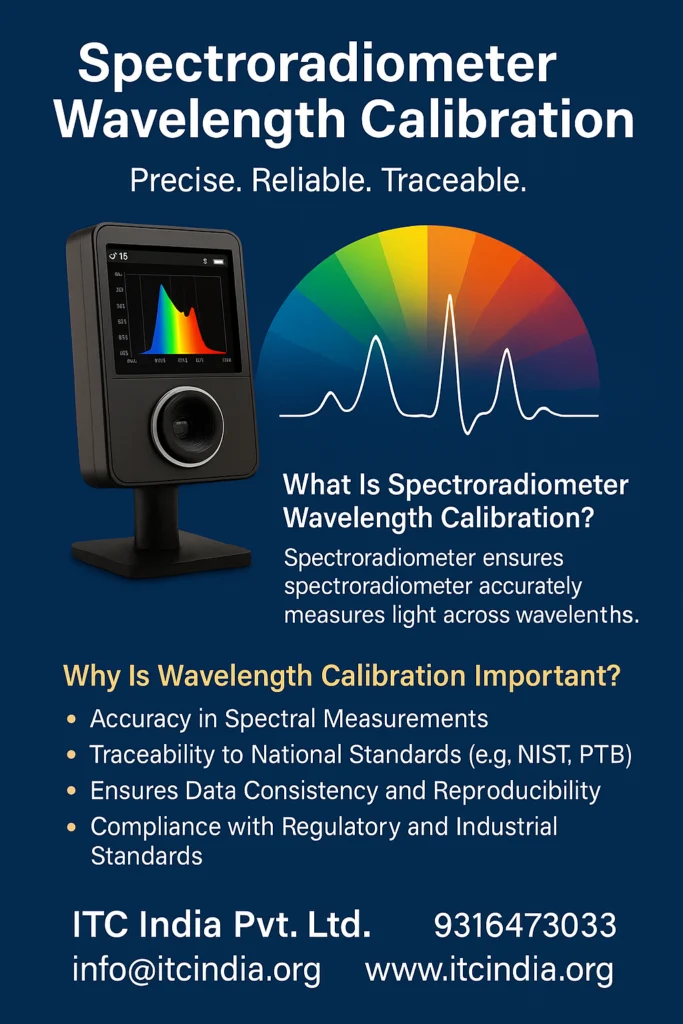 Spectroradiometer
Wavelength Calibration
Precise. Reliable. Traceable.
15
What Is Spectroradiometer
Wavelength Calibration?
Spectroradiometer ensures
spectroradiometer accurately
measures light across wavelenths.
Why Is Wavelength Calibration Important?
• Accuracy in Spectral Measurements
• Traceability to National Standards (e.g, NIST, PTB)
• Ensures Data Consistency and Reproducibility
• Compliance with Regulatory and Industrial
Standards
ITC India Pvt. Ltd. 9316473033
info@itcindia.org www.itcindia.org